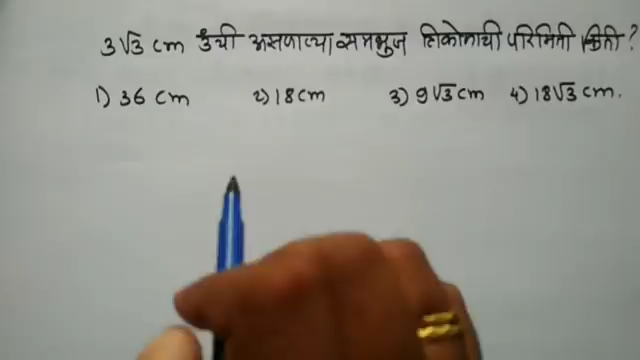 3√3 cm उंची असणाऱ्या समभुज त्रिकोणाची परिमिती किती ?
1) 36 cm 2) 18 cm 3) 9√3 cm 4) 18√3 cm.